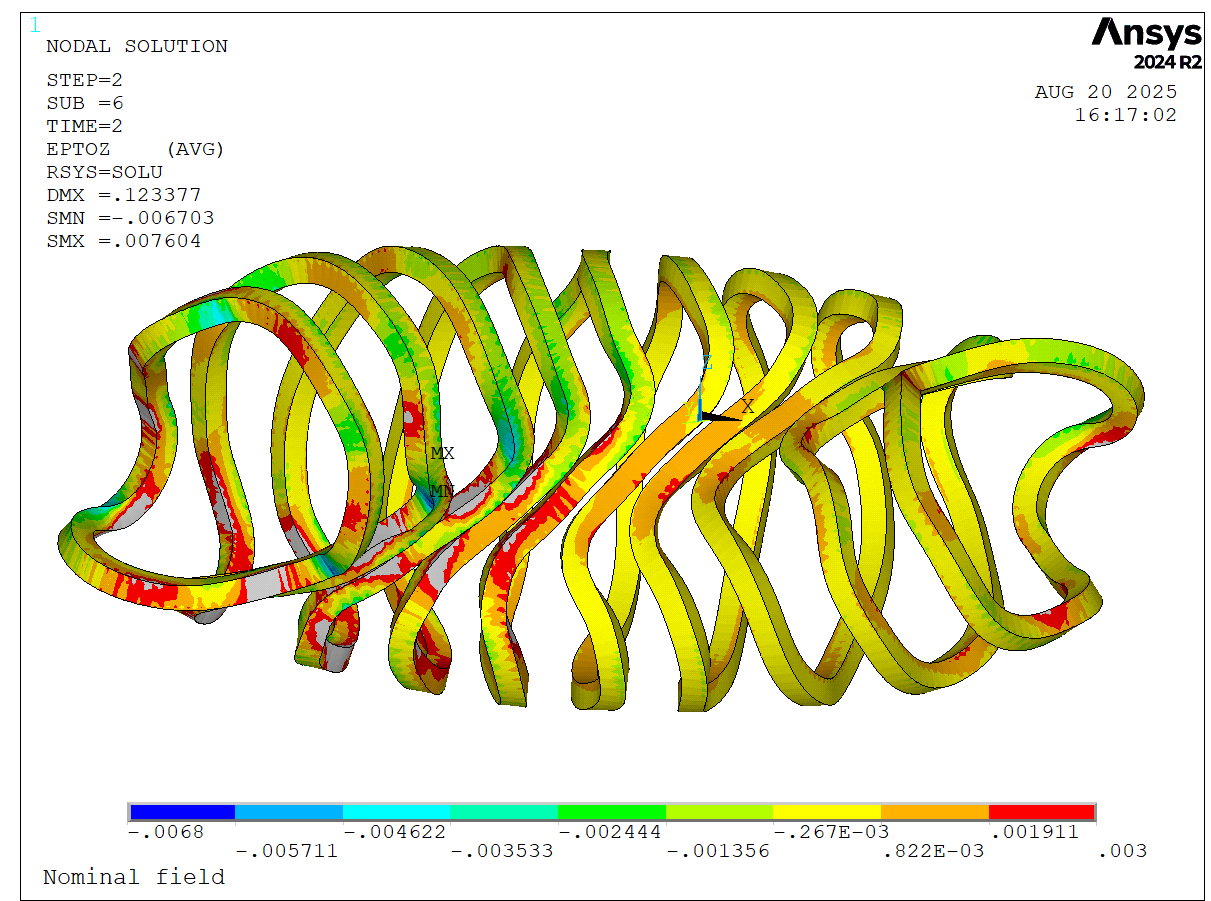 1
NODAL SOLUTION
STEP=2
SUB =6
TIME=2
EPTOZ    (AVG)
RSYS=SOLU
DMX =.123377
SMN =-.006703
SMX =.007604
Ansys
2024 R2
AUG 20 2025
16:17:02
Z
X
MX
MN
-.0068
-.005711
-.004622
-.003533
-.002444
-.001356
-.267E-03
.822E-03
.001911
.003
Nominal field